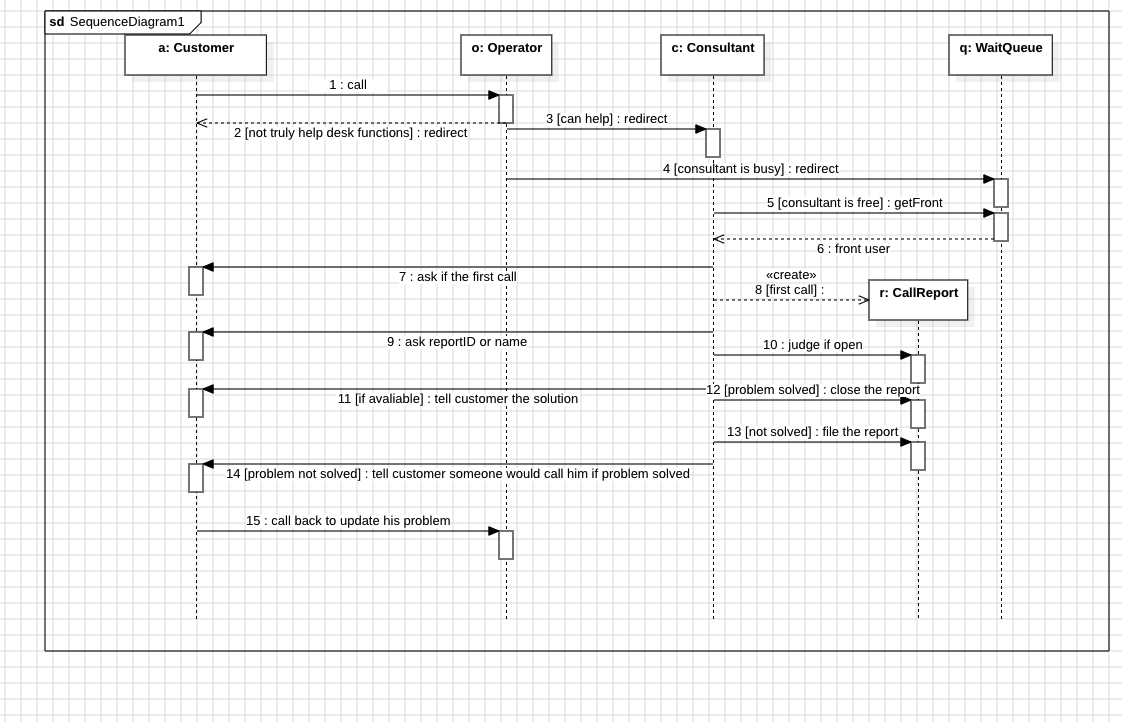 sd SequenceDiagram1
a: Customer
o: Operator
c: Consultant
q: WaitQueue
1 : call
2 [not truly help desk functions] : redirect
3 [can help] : redirect
4 [consultant is busy] : redirect
5 [consultant is free] : getFront
6 : front user
7 : ask if the first call
«create»
8 [first call] :
r: CallReport
9 : ask reportID or name
10 : judge if open
11 [if avaliable] : tell customer the solution
12 [problem solved] : close the report
13 [not solved] : file the report
14 [problem not solved] : tell customer someone would call him if problem solved
15 : call back to update his problem